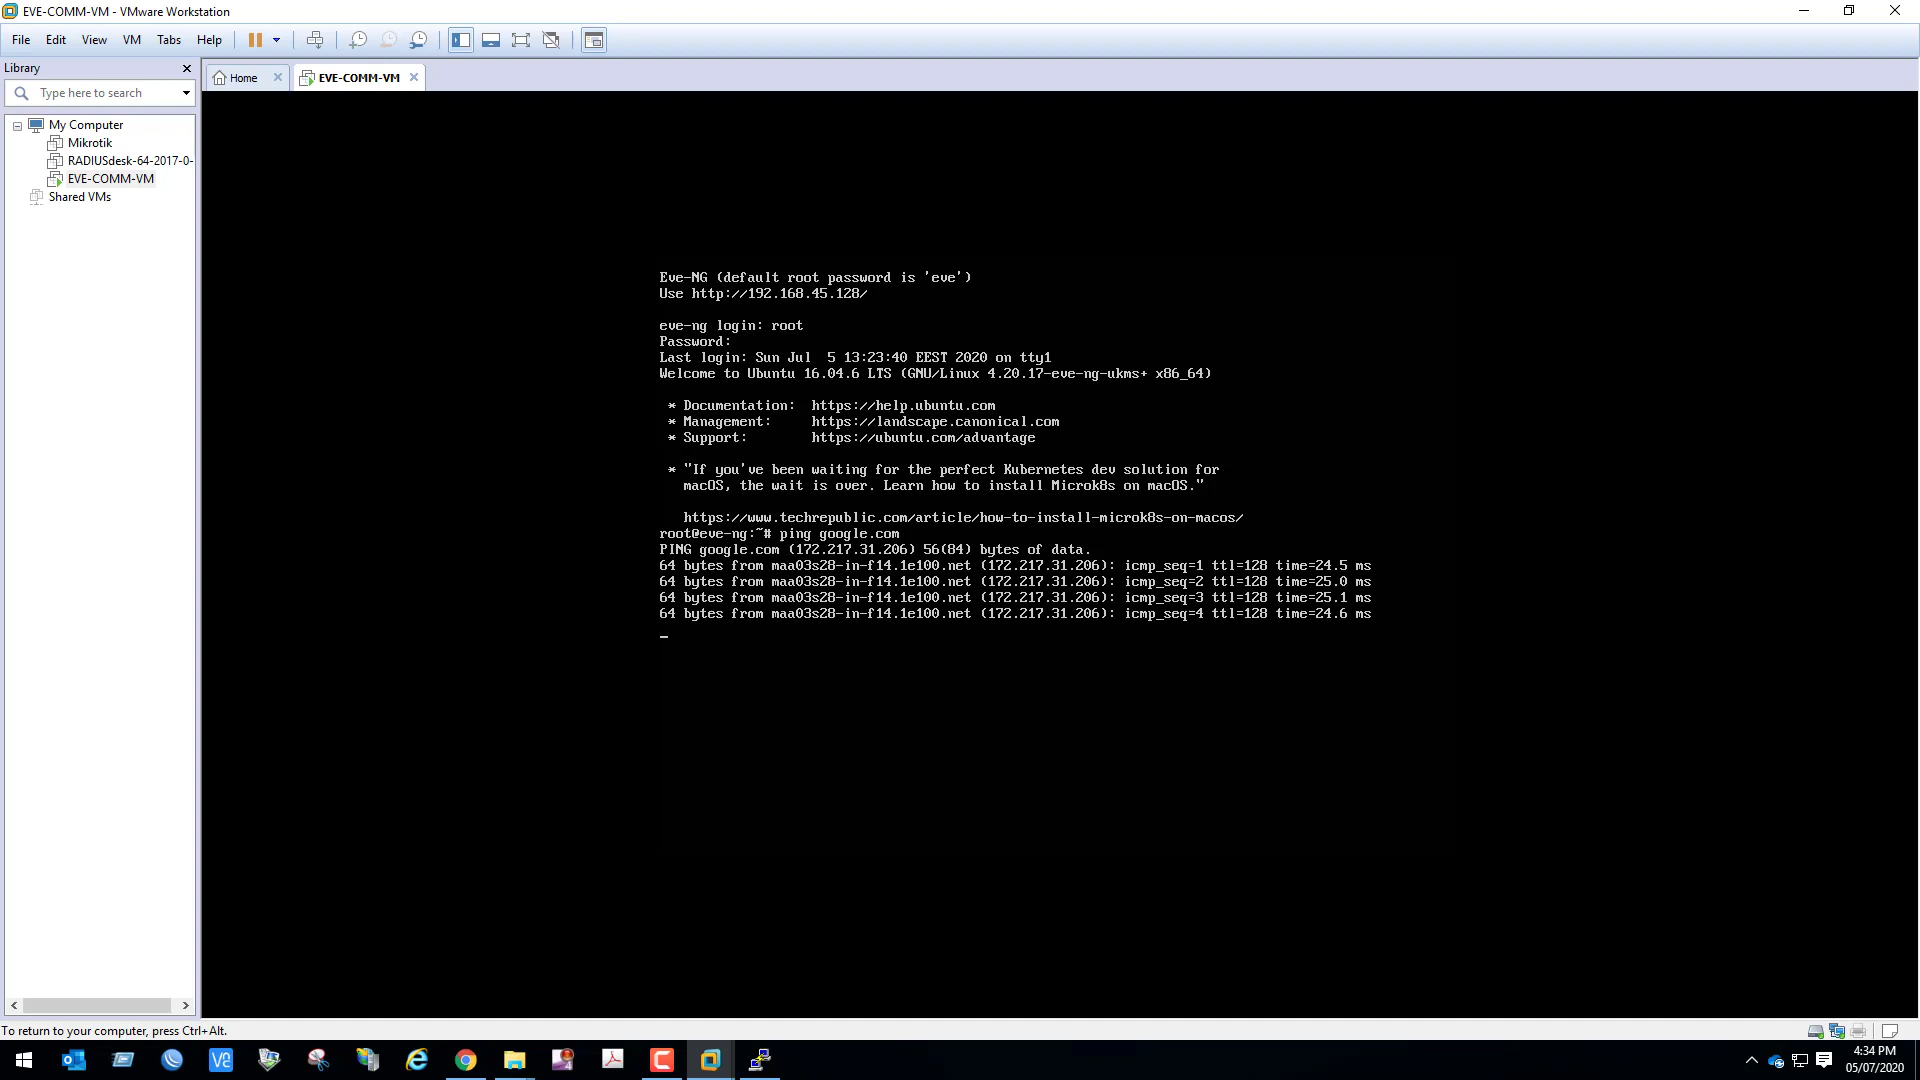 EVE-COMM-VM - VMware Workstation
File Edit View VM Tabs Help
Library
Home
EVE-COMM-VM
Type here to search
My Computer
Mikrotik
RADIUSdesk-64-2017-0-
EVE-COMM-VM
Shared VMs
Eve-NG (default root password is 'eve')
Use http://192.168.45.128/
eve-ng login: root
Password:
Last login: Sun Jul  5 13:23:40 EEST 2020 on tty1
Welcome to Ubuntu 16.04.6 LTS (GNU/Linux 4.20.17-eve-ng-ukms+ x86_64)
* Documentation:  https://help.ubuntu.com
* Management:     https://landscape.canonical.com
* Support:        https://ubuntu.com/advantage
* "If you've been waiting for the perfect Kubernetes dev solution for
macOS, the wait is over. Learn how to install Microk8s on macOS."
https://www.techrepublic.com/article/how-to-install-microk8s-on-macos/
root@eve-ng:~# ping google.com
PING google.com (172.217.31.206) 56(84) bytes of data.
64 bytes from maa03s28-in-f14.1e100.net (172.217.31.206): icmp_seq=1 ttl=128 time=24.5 ms
64 bytes from maa03s28-in-f14.1e100.net (172.217.31.206): icmp_seq=2 ttl=128 time=25.0 ms
64 bytes from maa03s28-in-f14.1e100.net (172.217.31.206): icmp_seq=3 ttl=128 time=25.1 ms
64 bytes from maa03s28-in-f14.1e100.net (172.217.31.206): icmp_seq=4 ttl=128 time=24.6 ms
_
To return to your computer, press Ctrl+Alt.
4:34 PM
05/07/2020